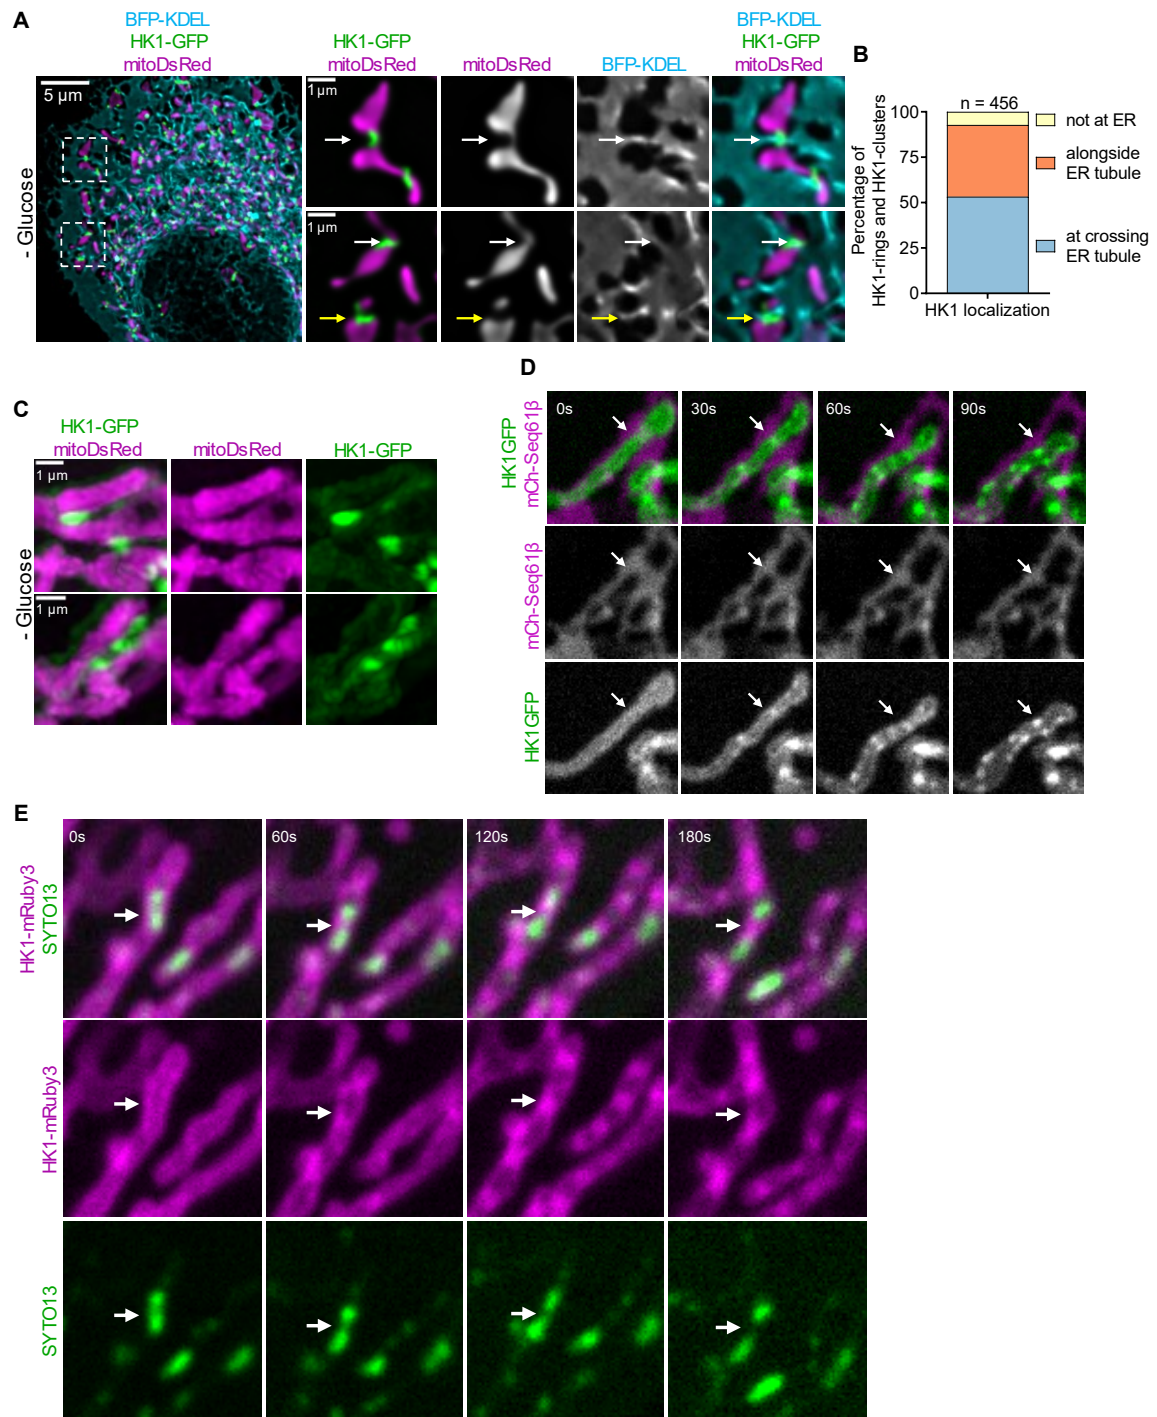 A
BFP-KDEL
HK1-GFP
mitoDsRed
HK1-GFP
mitoDsRed
mitoDsRed
BFP-KDEL
BFP-KDEL
HK1-GFP
mitoDsRed
- Glucose
5 µm
1 µm
1 µm
B
n = 456
Percentage of
HK1-rings and HK1-clusters
100
75
50
25
0
HK1 localization
not at ER
alongside
ER tubule
at crossing
ER tubule
C
HK1-GFP
mitoDsRed
mitoDsRed
HK1-GFP
- Glucose
1 µm
1 µm
D
HK1GFP
mCh-Seq61β
0s
30s
60s
90s
mCh-Seq61β
HK1GFP
E
HK1-mRuby3
SYTO13
0s
60s
120s
180s
HK1-mRuby3
SYTO13